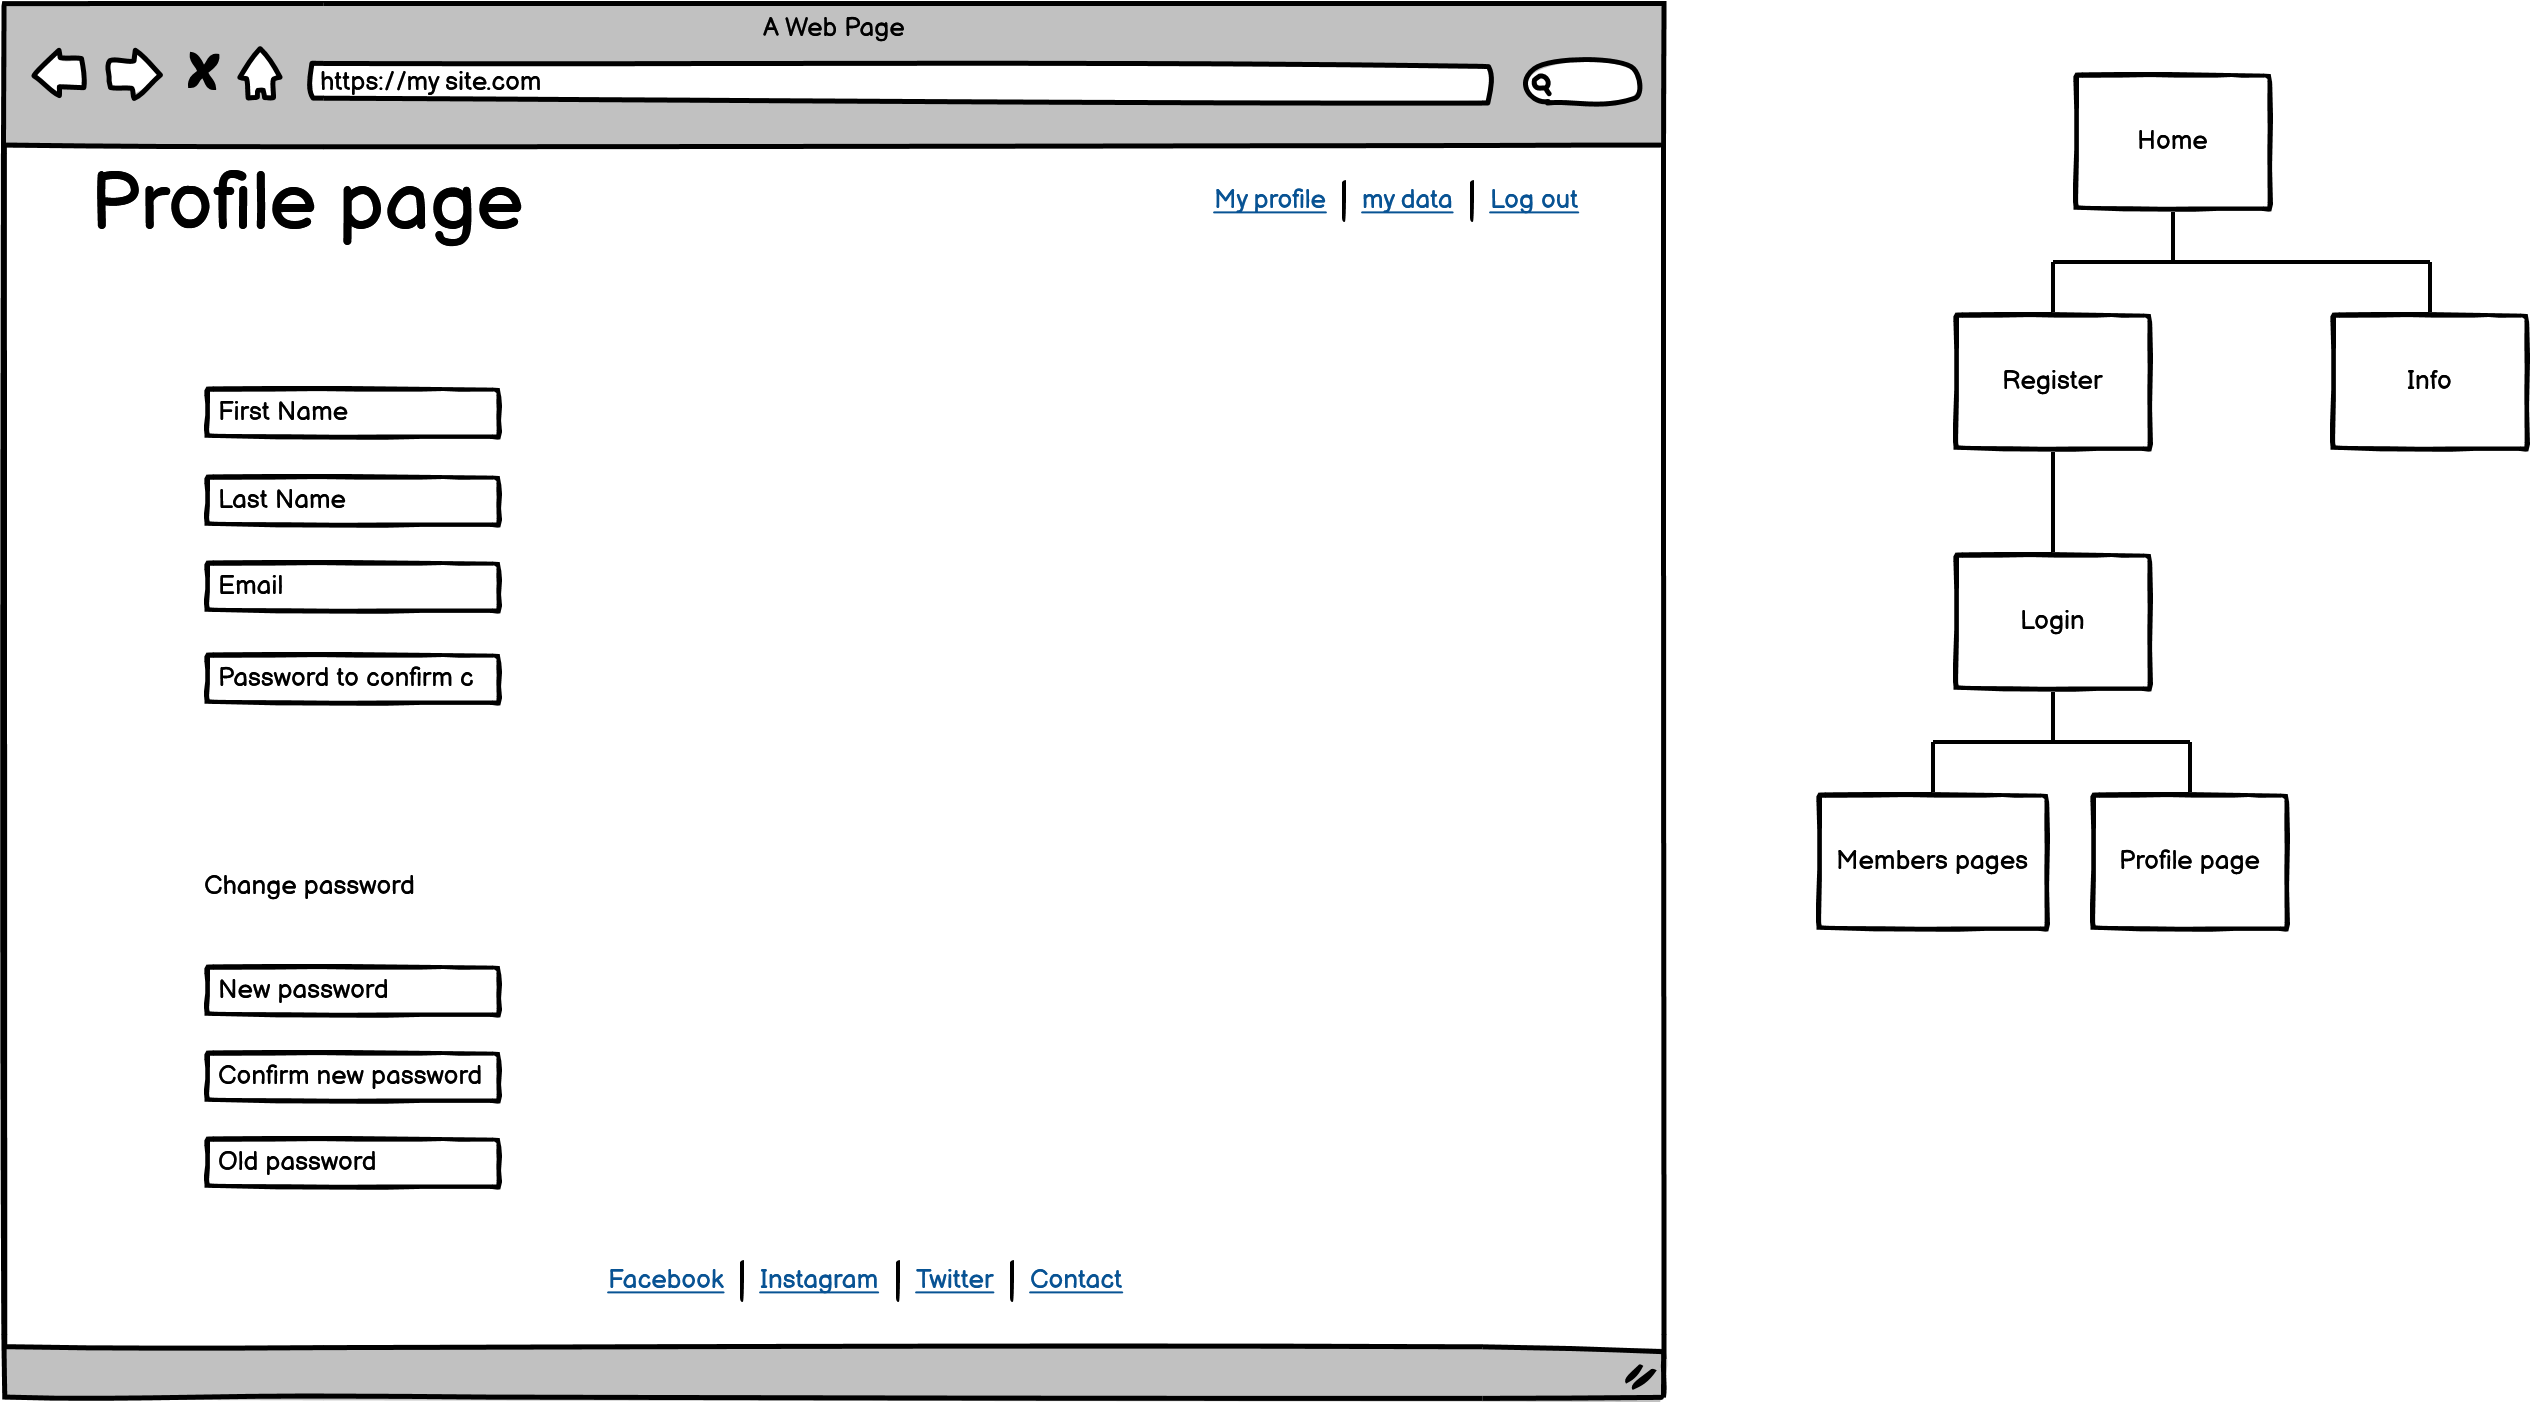 A Web Page
https://my site.com
Profile page
My profile | my data | Log out
First Name
Last Name
Email
Password to confirm c
Change password
New password
Confirm new password
Old password
Facebook | Instagram | Twitter | Contact
Home
Register
Info
Login
Members pages
Profile page